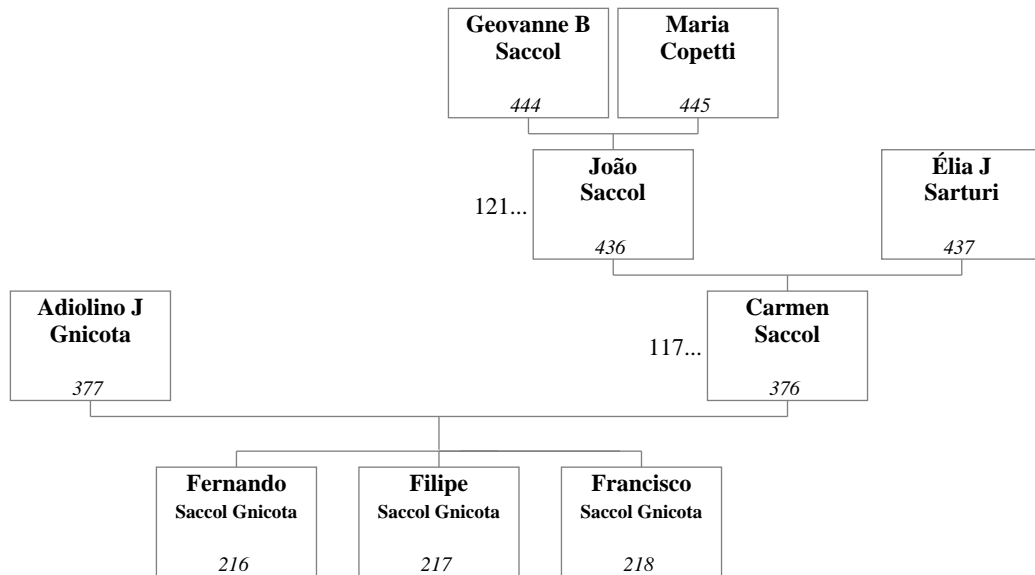 Geovanne B
Saccol
444
Maria
Copetti
445
João
Saccol
436
121...
Élia J
Sarturi
437
Adiolino J
Gnicota
377
Carmen
Saccol
376
117...
Fernando
Saccol Gnicota
216
Filipe
Saccol Gnicota
217
Francisco
Saccol Gnicota
218